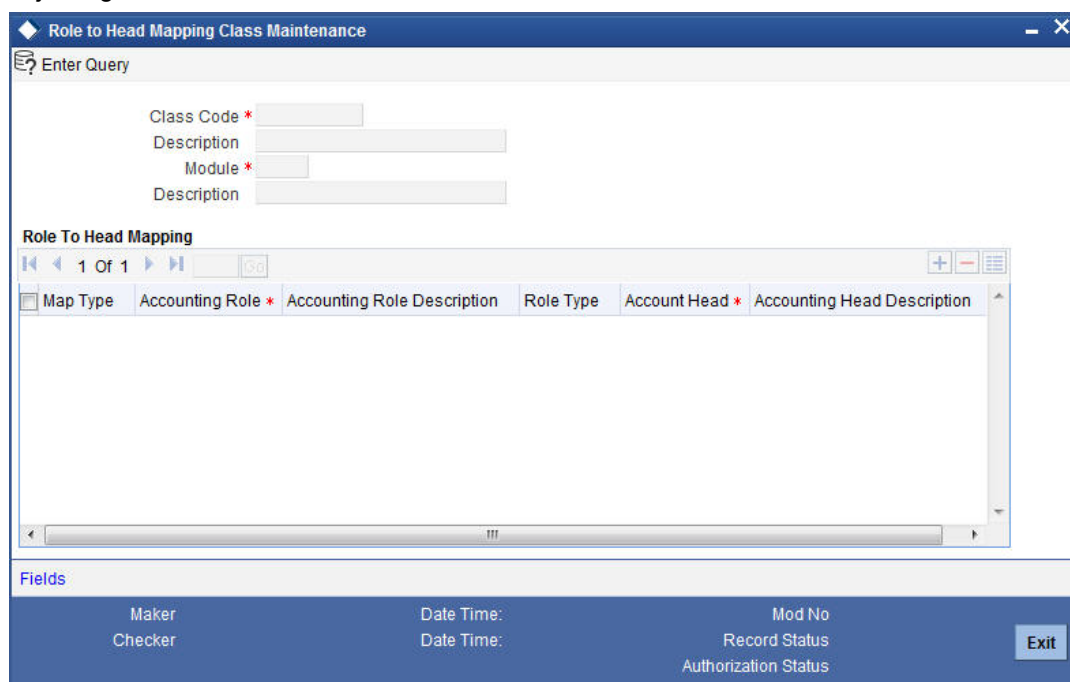 Role to Head Mapping Class Maintenance
Enter Query
Class Code *
Description
Module *
Description
Role To Head Mapping
1 Of 1 Go
Map Type Accounting Role * Accounting Role Description Role Type Account Head * Accounting Head Description
Fields
Maker Date Time: Mod No
Checker Date Time: Record Status
Authorization Status
Exit